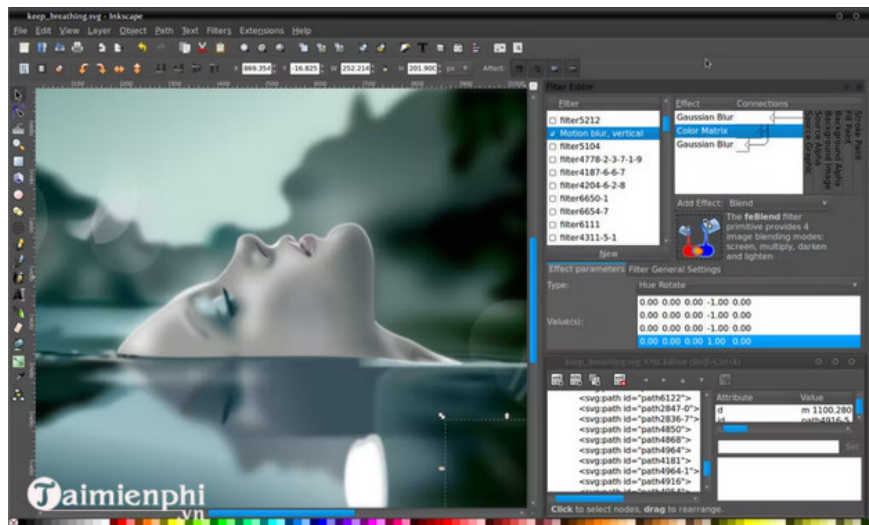 keep_breathing.svg - Inkscape
File Edit View Layer Object Path Text Filters Extensions Help
X 869.354 Y -16.825 W 252.214 H 201.900 px Affect:
Filter Editor
Filter
filter5212
Motion blur, vertical
filter5104
filter4778-2-3-7-1-9
filter4187-6-6-7
filter4204-6-2-8
filter6650-1
filter6654-7
filter6111
filter4311-5-1
New
Effect Connections
Gaussian Blur
Color Matrix
Gaussian Blur
Stroke Paint
Fill Paint
Background Alpha
Background Image
Source Alpha
Source Graphic
Add Effect: Blend
The feBlend filter
primitive provides 4
image blending modes:
screen, multiply, darken
and lighten
Effect parameters Filter General Settings
Type: Hue Rotate
Value(s):
0.00 0.00 0.00 -1.00 0.00
0.00 0.00 0.00 -1.00 0.00
0.00 0.00 0.00 -1.00 0.00
0.00 0.00 0.00 1.00 0.00
keep_breathing.svg: XML Editor (Shift+Ctrl+X)
<svg:path id="path6122">
<svg:path id="path2847-0">
<svg:path id="path2836-7">
<svg:path id="path4850">
<svg:path id="path4868">
<svg:path id="path4964">
<svg:path id="path4181">
<svg:path id="path4964-1">
<svg:path id="path4916">
Attribute Value
d m 1100.280
id path4916-5
Set
Click to select nodes, drag to rearrange.
Taimienphi
.vn